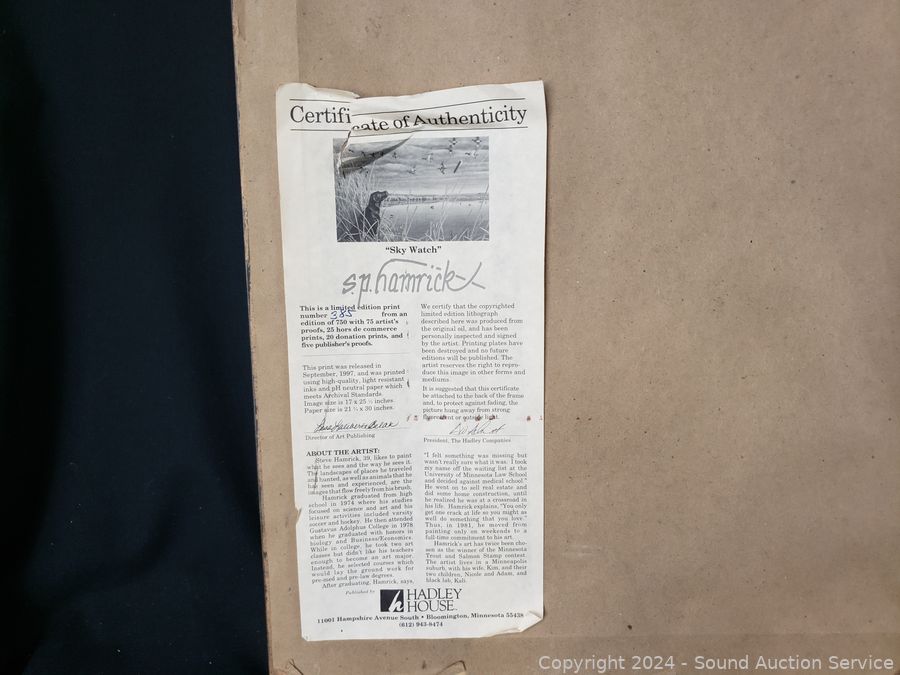 Certificate of Authenticity
"Sky Watch"
s.p. hamrick
This is a limited edition print
number 385 from an
edition of 750 with 75 artist's
proofs, 25 hors de commerce
prints, 20 donation prints, and
five publisher's proofs.
This print was released in
September, 1997, and was printed
using high-quality, light resistant
inks and pH neutral paper which
meets Archival Standards.
Image size is 17 x 25 ½ inches.
Paper size is 21 ¾ x 30 inches.
Director of Art Publishing
We certify that the copyrighted
limited edition lithograph
described here was produced from
the original oil, and has been
personally inspected and signed
by the artist. Printing plates have
been destroyed and no future
editions will be published. The
artist reserves the right to repro-
duce this image in other forms and
mediums.
It is suggested that this certificate
be attached to the back of the frame
and, to protect against fading, the
picture hung away from strong
fluorescent or outside light.
President, The Hadley Companies
ABOUT THE ARTIST:
Steve Hamrick, 39, likes to paint
what he sees and the way he sees it.
The landscapes of places he traveled
and hunted, as well as animals that he
has seen and experienced, are the
images that flow freely from his brush.
Hamrick graduated from high
school in 1974 where his studies
focused on science and art and his
leisure activities included varsity
soccer and hockey. He then attended
Gustavus Adolphus College in 1978
when he graduated with honors in
biology and Business/Economics.
While in college, he took two art
classes but didn't like his teachers
enough to become an art major.
Instead, he selected courses which
would lay the ground work for
pre-med and pre-law degrees.
After graduating, Hamrick, says,
"I felt something was missing but
wasn't really sure what it was. I took
my name off the waiting list at the
University of Minnesota Law School
and decided against medical school."
He went on to sell real estate and
did some home construction, until
he realized he was at a crossroad in
his life. Hamrick explains, "You only
get one crack at life so you might as
well do something that you love."
Thus, in 1981, he moved from
painting only on weekends to a
full-time commitment to his art.
Hamrick's art has twice been cho-
sen as the winner of the Minnesota
Trout and Salmon Stamp contest.
The artist lives in a Minneapolis
suburb, with his wife, Kim, and their
two children, Nicole and Adam, and
black lab, Kali.
Published by
HADLEY
HOUSE
11001 Hampshire Avenue South • Bloomington, Minnesota 55438
(612) 943-8474
Copyright 2024 - Sound Auction Service